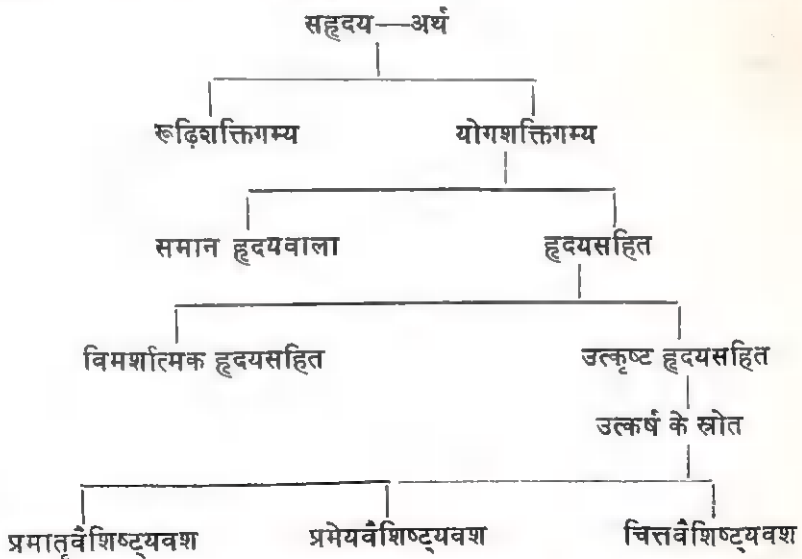 सहृदय—अर्थ
रूढ़िशक्तिगम्य योगशक्तिगम्य
समान हृदयवाला हृदयसहित
विमर्शात्मक हृदयसहित उत्कृष्ट हृदयसहित
उत्कर्ष के स्रोत
प्रमातृवैशिष्ट्यवश प्रमेयवैशिष्ट्यवश चित्तवैशिष्ट्यवश